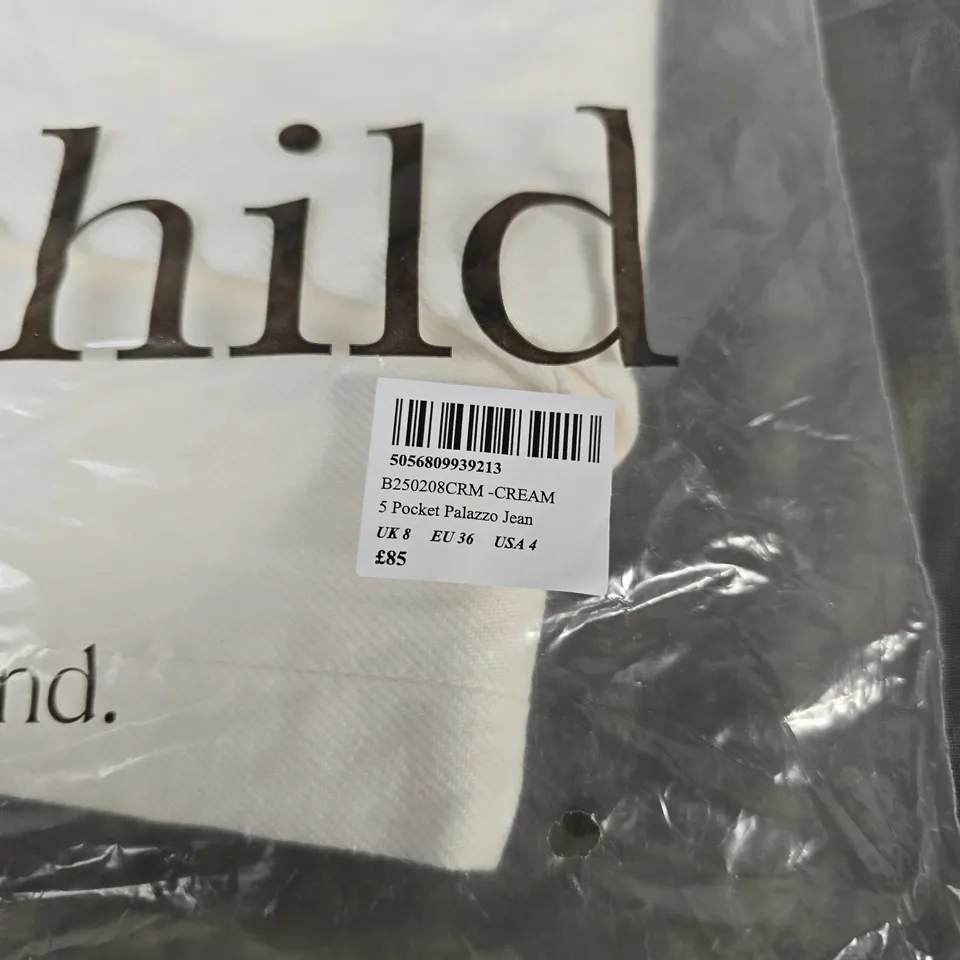 hild
5056809939213
B250208CRM -CREAM
5 Pocket Palazzo Jean
UK 8 EU 36 USA 4
£85
nd.